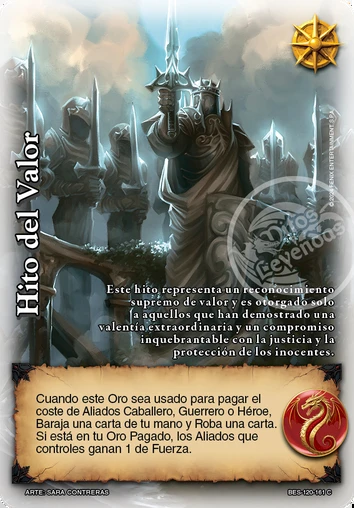 Hito del Valor
Este hito representa un reconocimiento
supremo de valor y es otorgado solo
a aquellos que han demostrado una
valentía extraordinaria y un compromiso
inquebrantable con la justicia y la
protección de los inocentes.
Mitos
y
Leyendas
Cuando este Oro sea usado para pagar el
coste de Aliados Caballero, Guerrero o Héroe,
Baraja una carta de tu mano y Roba una carta.
Si está en tu Oro Pagado, los Aliados que
controles ganan 1 de Fuerza.
ARTE: SARA CONTRERAS
BES-120-161 C